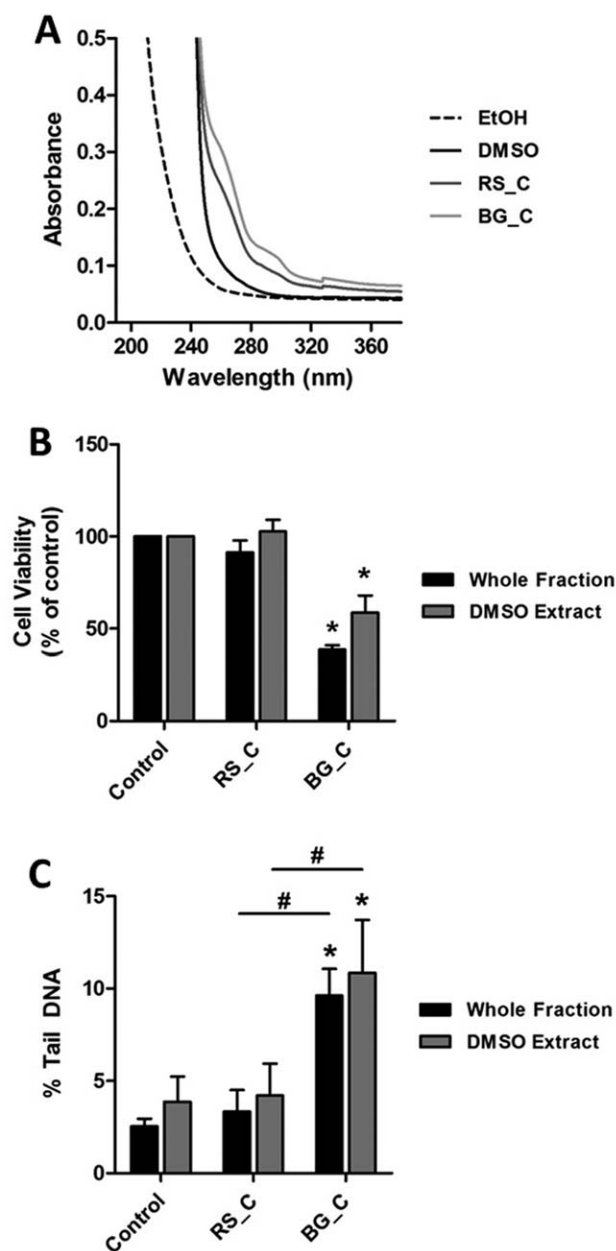 A
0.5
0.4
0.3
0.2
0.1
0.0
Absorbance
200 240 280 320 360
Wavelength (nm)
EtOH
DMSO
RS_C
BG_C
B
150
100
50
0
Cell Viability
(% of control)
* *
Control RS_C BG_C
Whole Fraction
DMSO Extract
C
15
10
5
0
% Tail DNA
#
#
* *
Control RS_C BG_C
Whole Fraction
DMSO Extract